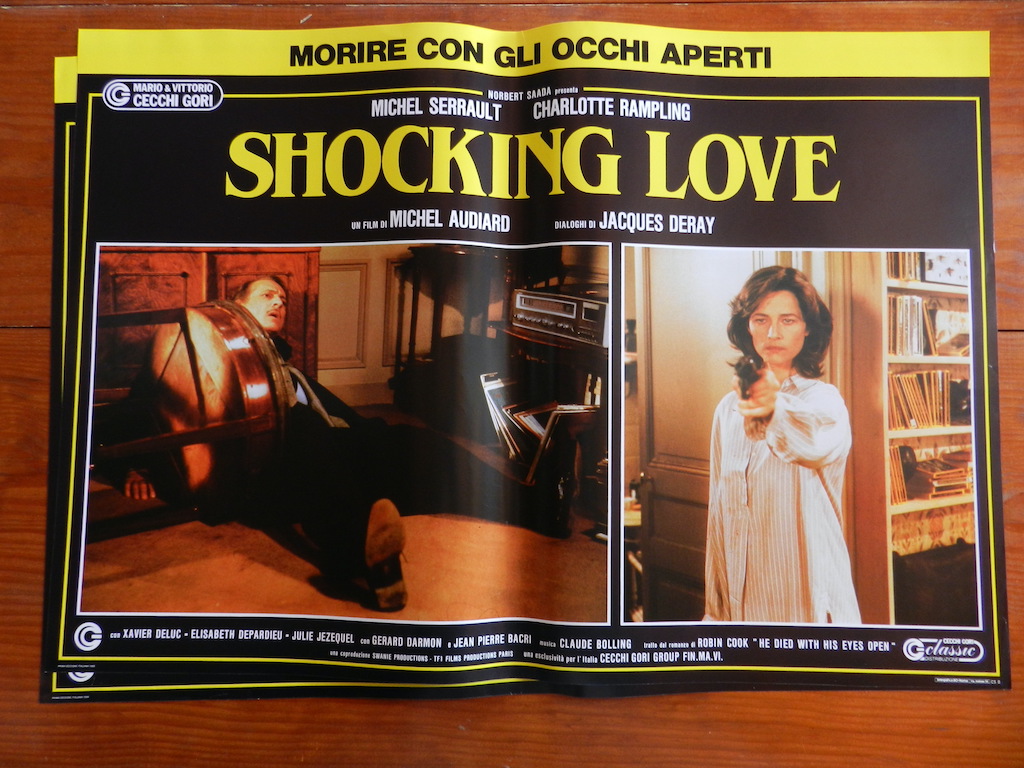 MORIRE CON GLI OCCHI APERTI
MARIO & VITTORIO
CECCHI GORI
NORBERT SAADA presenta
MICHEL SERRAULT CHARLOTTE RAMPLING
SHOCKING LOVE
UN FILM DI MICHEL AUDIARD DIALOGHI DI JACQUES DERAY
con XAVIER DELUC - ELISABETH DEPARDIEU - JULIE JEZEQUEL con GERARD DARMON e JEAN PIERRE BACRI musica CLAUDE BOLLING tratto dal romanzo di ROBIN COOK "HE DIED WITH HIS EYES OPEN"
una coproduzione SWANIE PRODUCTIONS - TF1 FILMS PRODUCTIONS PARIS una esclusività per l'Italia CECCHI GORI GROUP FIN.MA.VI.
CECCHI GORI
classic
DISTRIBUZIONE